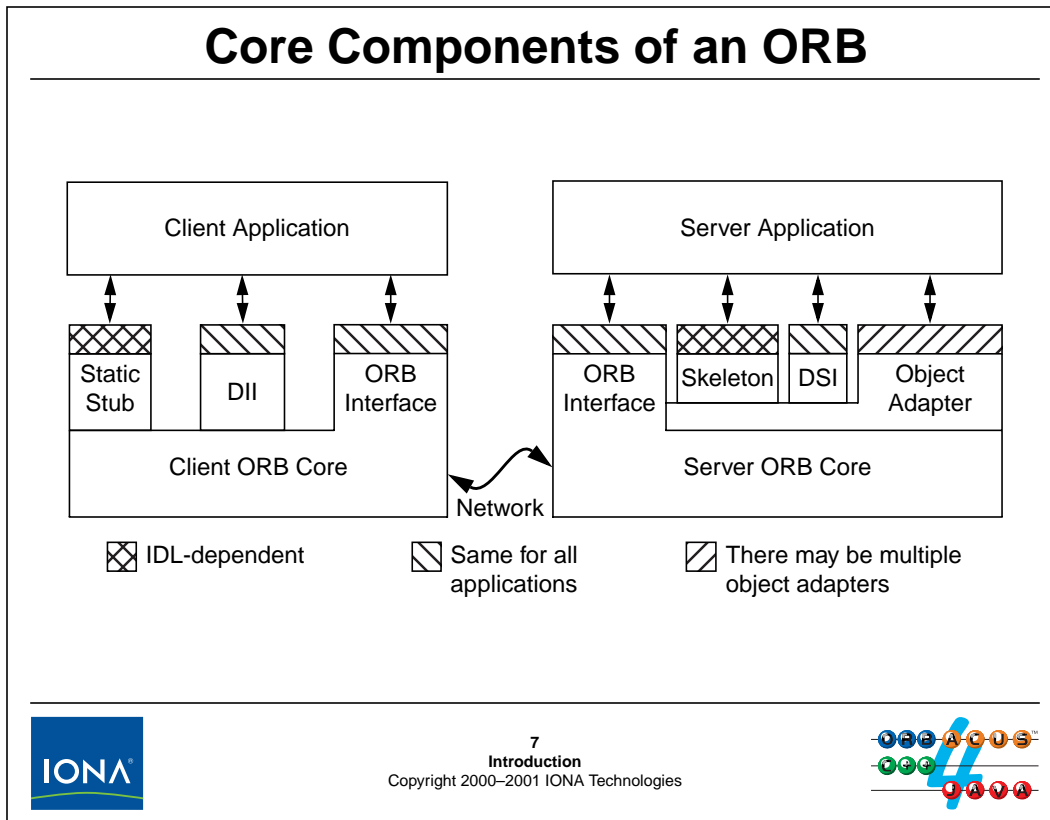 Core Components of an ORB
Client Application
Server Application
Static
Stub
DII
ORB
Interface
ORB
Interface
Skeleton
DSI
Object
Adapter
Client ORB Core
Server ORB Core
Network
IDL-dependent
Same for all
applications
There may be multiple
object adapters
IONA®
7
Introduction
Copyright 2000–2001 IONA Technologies
ORBACUS™
C++
4
JAVA